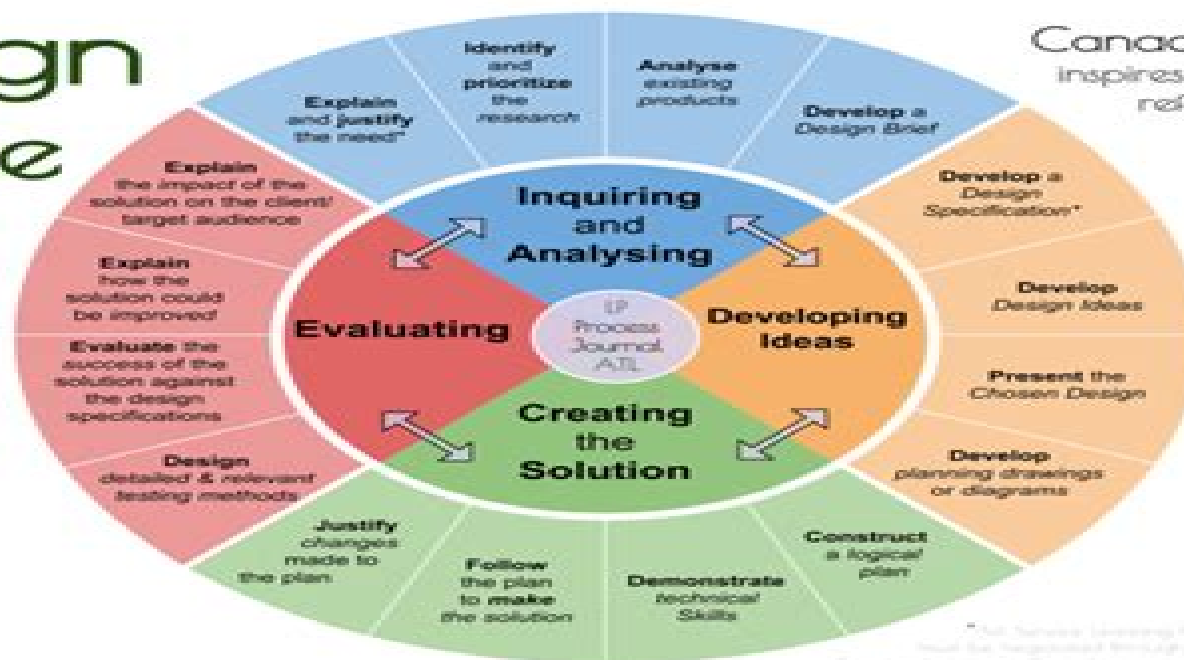 gn
e
Canad
inspires
Identify
and
prioritize
the
research
Analyse
existing
products
Explain
and justify
the need*
Develop a
Design Brief
Explain
the impact of the
solution on the client/
target audience
Develop a
Design
Specification*
Inquiring
and
Analysing
Explain
how the
solution could
be improved
Develop
Design Ideas
Evaluating
LP
Process
Journal
ATL
Developing
Ideas
Evaluate the
success of the
solution against
the design
specifications
Present the
Chosen Design
Creating
the
Solution
Design
detailed & relevant
testing methods
Develop
planning drawings
or diagrams
Justify
changes
made to
the plan
Follow
the plan
to make
the solution
Demonstrate
technical
Skills
Construct
a logical
plan